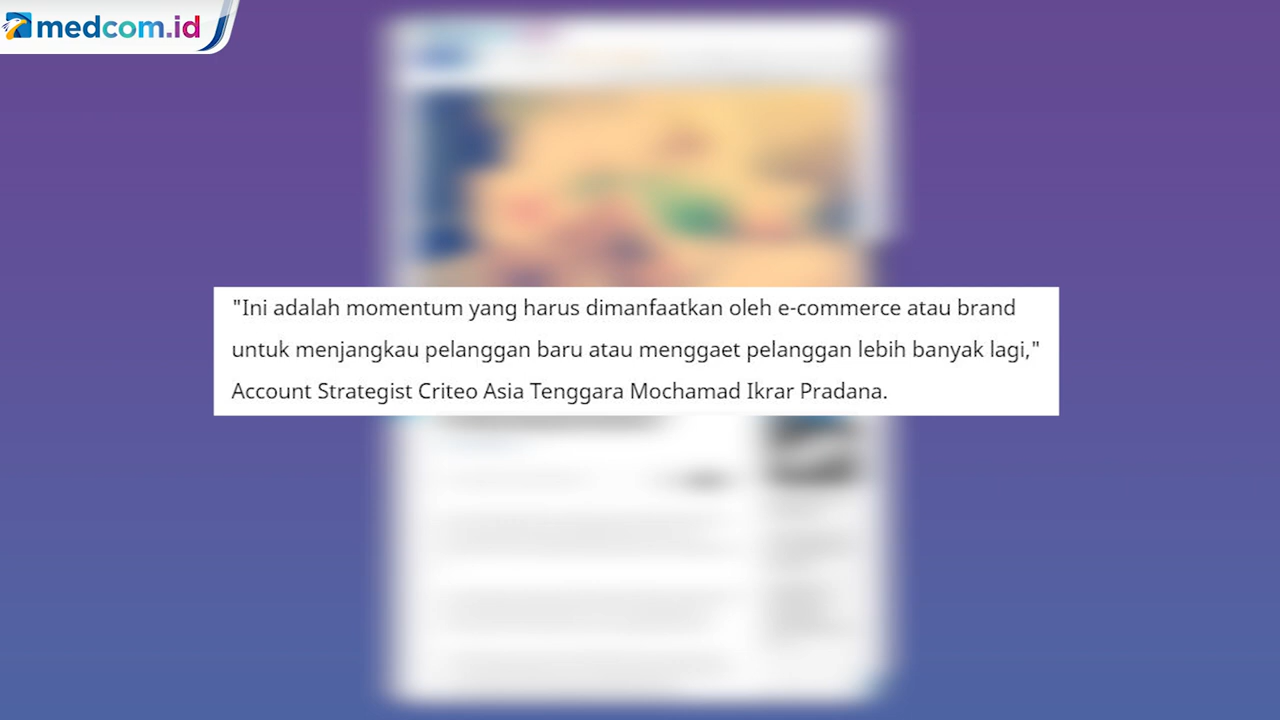 medcom.id
"Ini adalah momentum yang harus dimanfaatkan oleh e-commerce atau brand
untuk menjangkau pelanggan baru atau menggaet pelanggan lebih banyak lagi,"
Account Strategist Criteo Asia Tenggara Mochamad Ikrar Pradana.